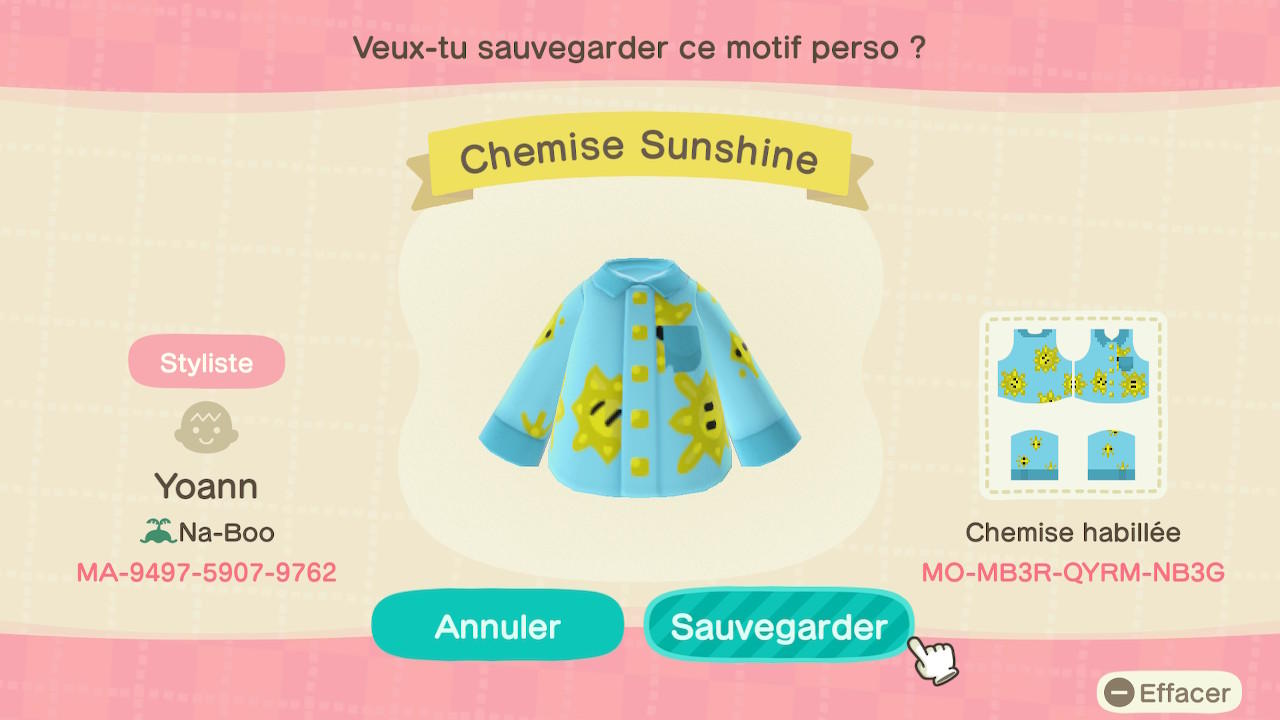 Veux-tu sauvegarder ce motif perso ?
Chemise Sunshine
Styliste
Yoann
Na-Boo
MA-9497-5907-9762
Chemise habillée
MO-MB3R-QYRM-NB3G
Annuler
Sauvegarder
Effacer